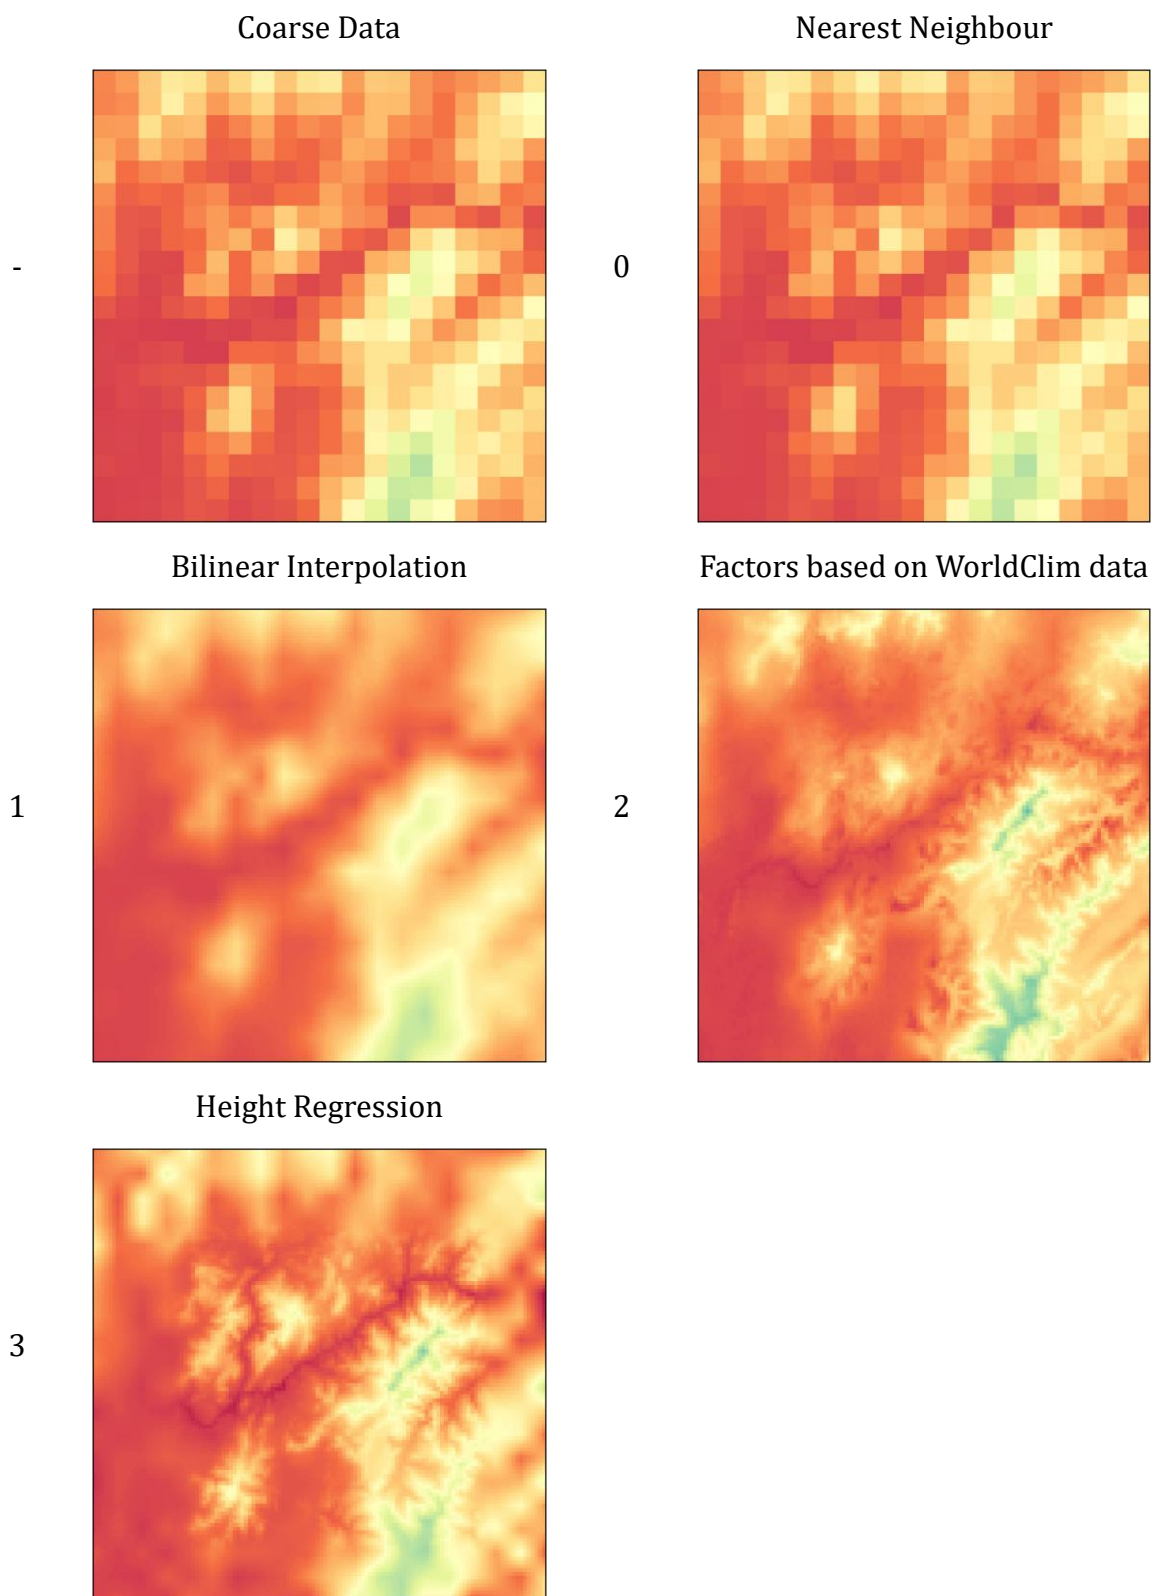 Coarse Data
Nearest Neighbour
-
0
Bilinear Interpolation
Factors based on WorldClim data
1
2
Height Regression
3